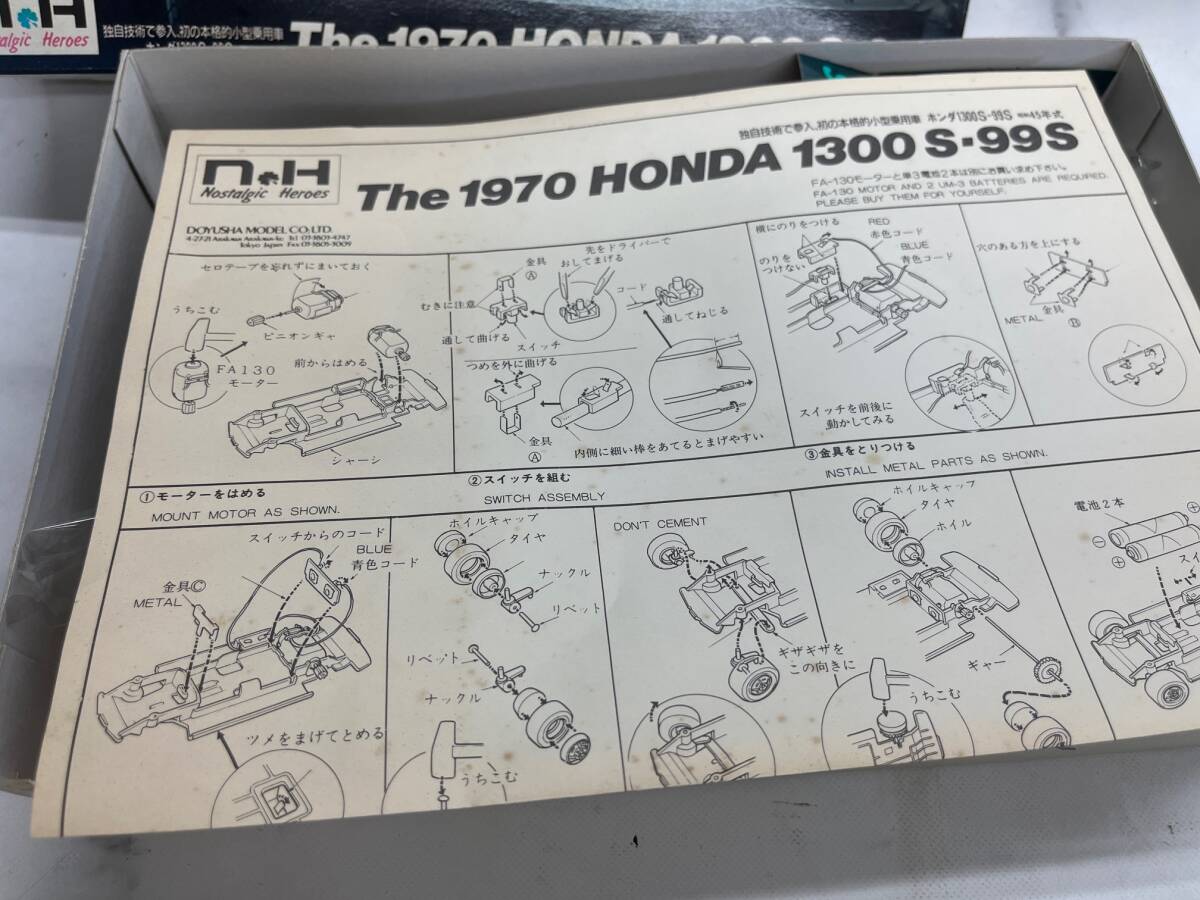 n H
Nostalgic Heroes
独自技術で参入、初の本格的小型乗用車
The 1970 HONDA
独自技術で参入、初の本格的小型乗用車 ホンダ1300S・99S 昭和45年式
n H
Nostalgic Heroes
The 1970 HONDA 1300 S・99S
FA-130モーターと単3電池2本は別にお買い求め下さい。
FA-130 MOTOR AND 2 UM-3 BATTERIES ARE REQUIRED.
PLEASE BUY THEM FOR YOURSELF.
DOYUSHA MODEL CO.,LTD.
Tokyo Japan
セロテープを忘れずにまいておく
うちこむ
ピニオンギャ
FA130
モーター
前からはめる
シャーシ
①モーターをはめる
MOUNT MOTOR AS SHOWN.
金具
Ⓐ
先をドライバーで
おしてまげる
むきに注意
通して曲げる
スイッチ
コード
通してねじる
つめを外に曲げる
金具
Ⓐ
内側に細い棒をあてるとまげやすい
②スイッチを組む
SWITCH ASSEMBLY
横にのりをつける
のりを
つけない
RED
赤色コード
BLUE
青色コード
スイッチを前後に
動かしてみる
穴のある方を上にする
METAL
金具
Ⓑ
③金具をとりつける
INSTALL METAL PARTS AS SHOWN.
スイッチからのコード
BLUE
青色コード
金具Ⓒ
METAL
ツメをまげてとめる
ホイルキャップ
タイヤ
ナックル
リベット
リベット
ナックル
うちこむ
DON'T CEMENT
ギザギザを
この向きに
ホイルキャップ
タイヤ
ホイル
ギャー
うちこむ
電池2本